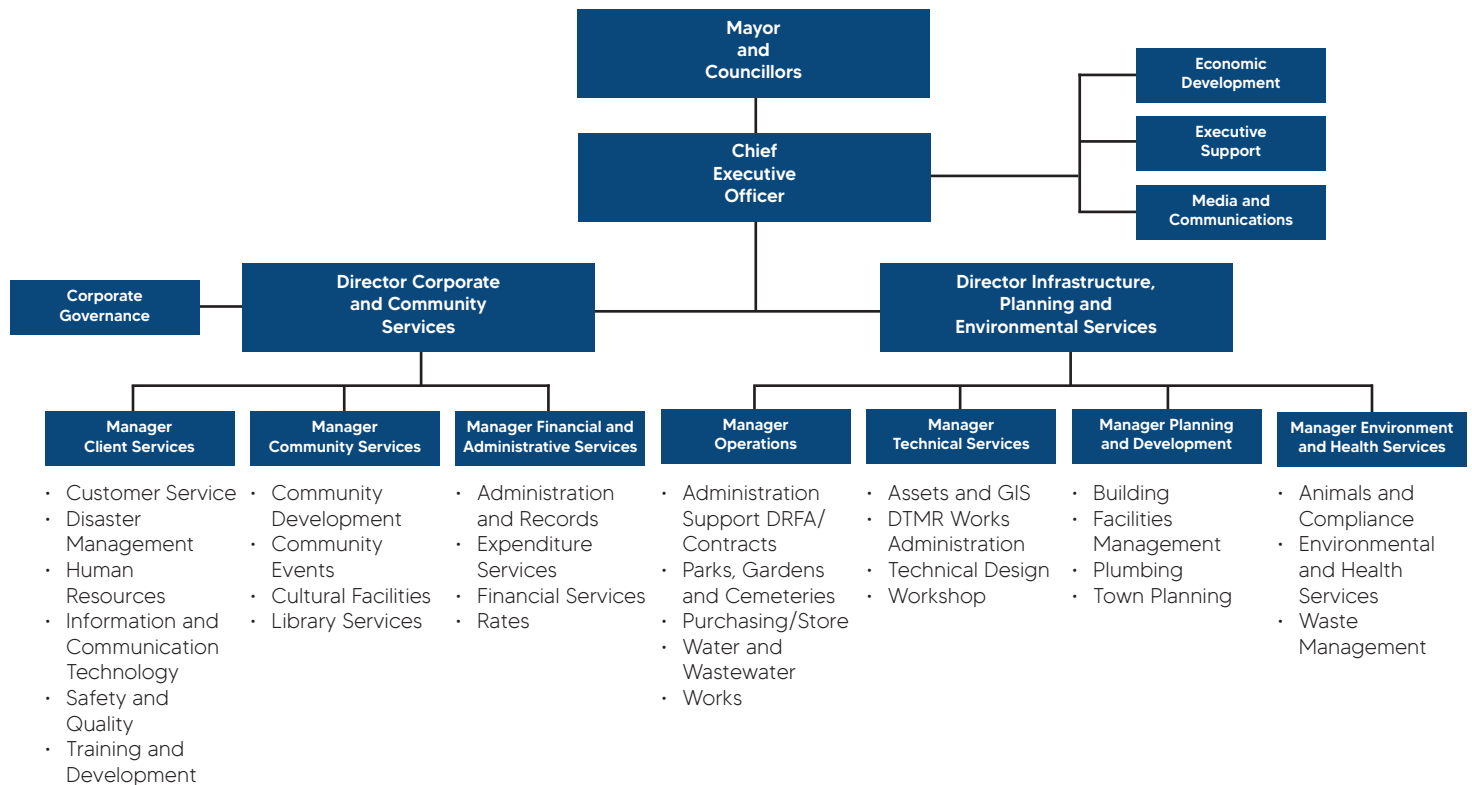 Mayor
and
Councillors
Economic
Development
Executive
Support
Media and
Communications
Chief
Executive
Officer
Corporate
Governance
Director Corporate
and Community
Services
Director Infrastructure,
Planning and
Environmental Services
Manager
Client Services
· Customer Service
· Disaster
Management
· Human
Resources
· Information and
Communication
Technology
· Safety and
Quality
· Training and
Development
Manager
Community Services
· Community
Development
· Community
Events
· Cultural Facilities
· Library Services
Manager Financial and
Administrative Services
· Administration
and Records
· Expenditure
Services
· Financial Services
· Rates
Manager
Operations
· Administration
Support DRFA/
Contracts
· Parks, Gardens
and Cemeteries
· Purchasing/Store
· Water and
Wastewater
· Works
Manager
Technical Services
· Assets and GIS
· DTMR Works
Administration
· Technical Design
· Workshop
Manager Planning
and Development
· Building
· Facilities
Management
· Plumbing
· Town Planning
Manager Environment
and Health Services
· Animals and
Compliance
· Environmental
and Health
Services
· Waste
Management